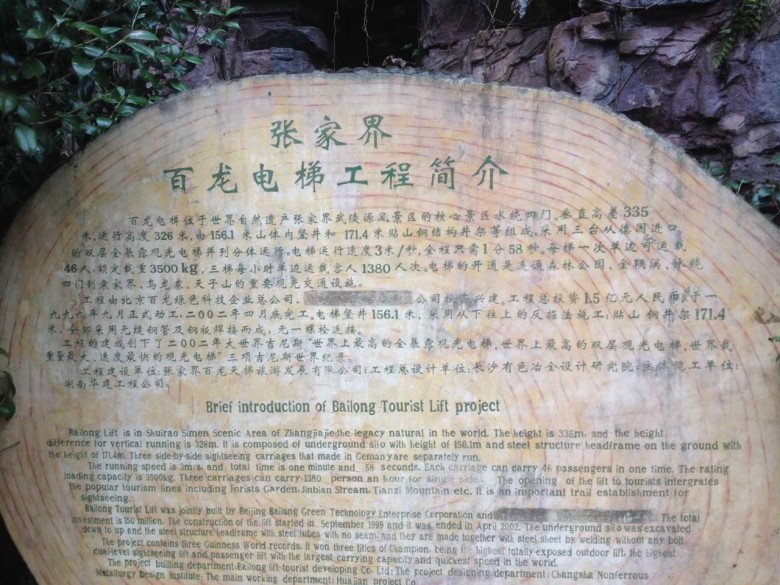 张家界
百龙电梯工程简介
百龙电梯位于世界自然遗产张家界武陵源风景区的核心景区水绕四门,垂直高差335
米,运行高度326米,由156.1米山体内竖井和171.4米贴山钢结构井架等组成,采用三台从德国进口
的双层全暴露观光电梯并列分体运行。电梯运行速度3米/秒,全程只需1分58秒,每梯一次单边可运载
46人,额定载重3500kg,三梯每小时单边运载客人1380人次。电梯的开通是连通森林公园,金鞭溪,水绕
四门到袁家界,乌龙寨,天子山的重要观光交通设施。
工程由北京百龙绿色科技企业总公司、公司投资兴建,工程总投资1.5亿元人民币,于一
九九九年九月正式动工,二00二年四月底完工。电梯竖井156.1米,采用从下往上的反掘法施工;贴山钢井架171.4
米,全部采用无缝钢管及钢板焊接而成,无一螺栓连接。
工程的建成创下了二00二年大世界吉尼斯"世界上最高的全暴露观光电梯,世界上最高的双层观光电梯,世界载
重量最大、速度最快的观光电梯"三项吉尼斯世界纪录。
工程建设单位:张家界百龙天梯旅游发展有限公司;工程总设计单位:长沙有色冶金设计研究院;主体施工单位:
湖南华建工程公司。
Brief introduction of Bailong Tourist Lift project
Bailong Lift is in Shuirao Simen Scenic Area of Zhangjiajie,the legacy natural in the world. The height is 335m, and the height
difference for vertical running is 326m. It is composed of underground silo with height of 156.1m and steel structure headframe on the ground with
the height of 171.4m. Three side-by-side sightseeing carriages that made in Cemanyare separately run.
The running speed is 3m/s, and total time is one minute and 58 seconds. Each carriage can carry 46 passengers in one time. The rating
loading capacity is 3500kg. Three carriages can carry 1380 person an hour for single side. The opening of the lift to tourists intergrates
the popular tourism lines including forists Carden,Jinbian Stream,Tianzi Mountain etc. It is an important trail establishment for
sightseeing.
Bailong Tourist Lift was jointly built by Beijing Bailong Green Technology Enterprise Corporation and The total
investment is 150 million. The construction of the lift started in September 1999 and it was ended in April 2002. The underground silo was excavated
down to up end the steel structure headframe with steel tubes with no seam and they are made together with steel sheet by welding without any bolt.
The project contains three Guinness World records. It won three titles of Champion, being the highest totally exposed outdoor lift, the highest
dual-level sightseeing lift and passenger lift with the largest carrying capacity and quickest speed in the world.
The project builing department:Bailong lift tourist developing Co. Ltd; The project designing department: Changsha Nonferous
Metallurgy Design Institute. The main working department: Huajian project Co.